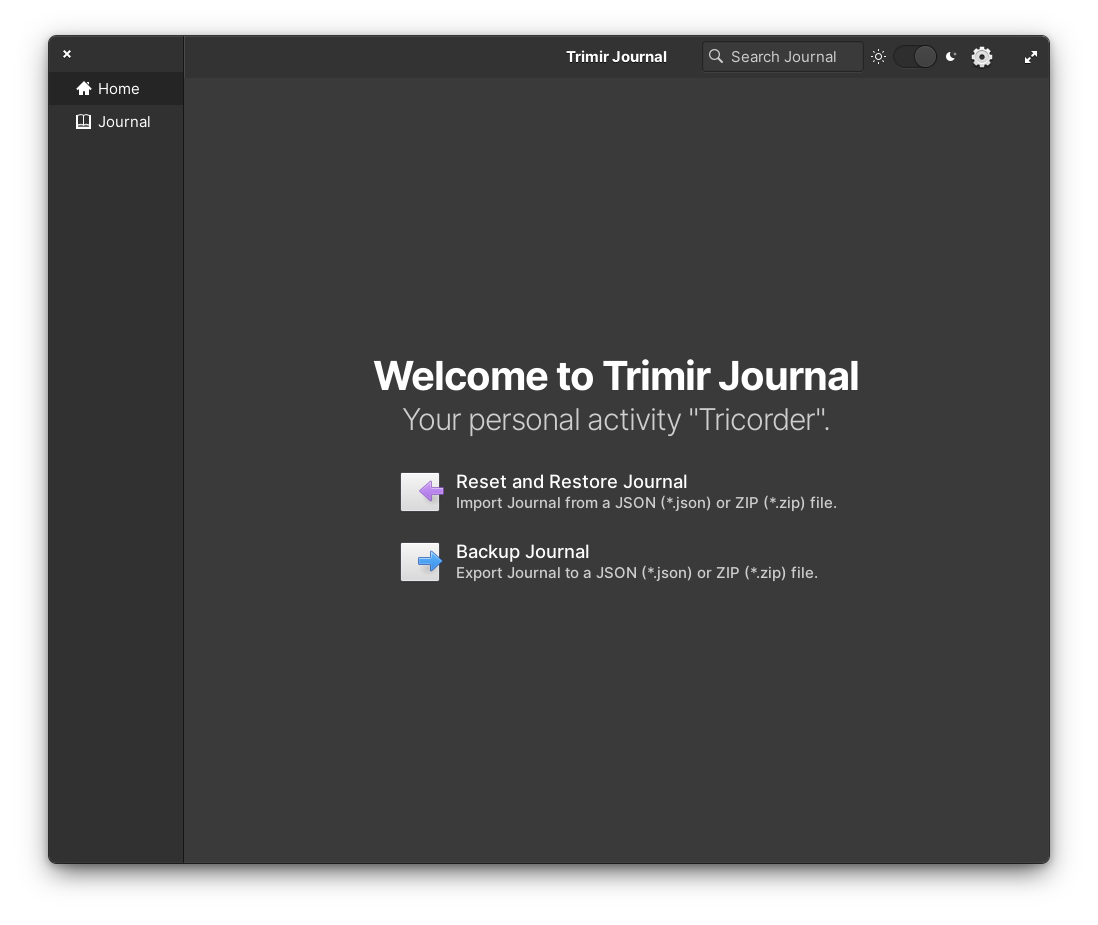 Trimir Journal
Search Journal
Home
Journal
Welcome to Trimir Journal
Your personal activity "Tricorder".
Reset and Restore Journal
Import Journal from a JSON (*.json) or ZIP (*.zip) file.
Backup Journal
Export Journal to a JSON (*.json) or ZIP (*.zip) file.